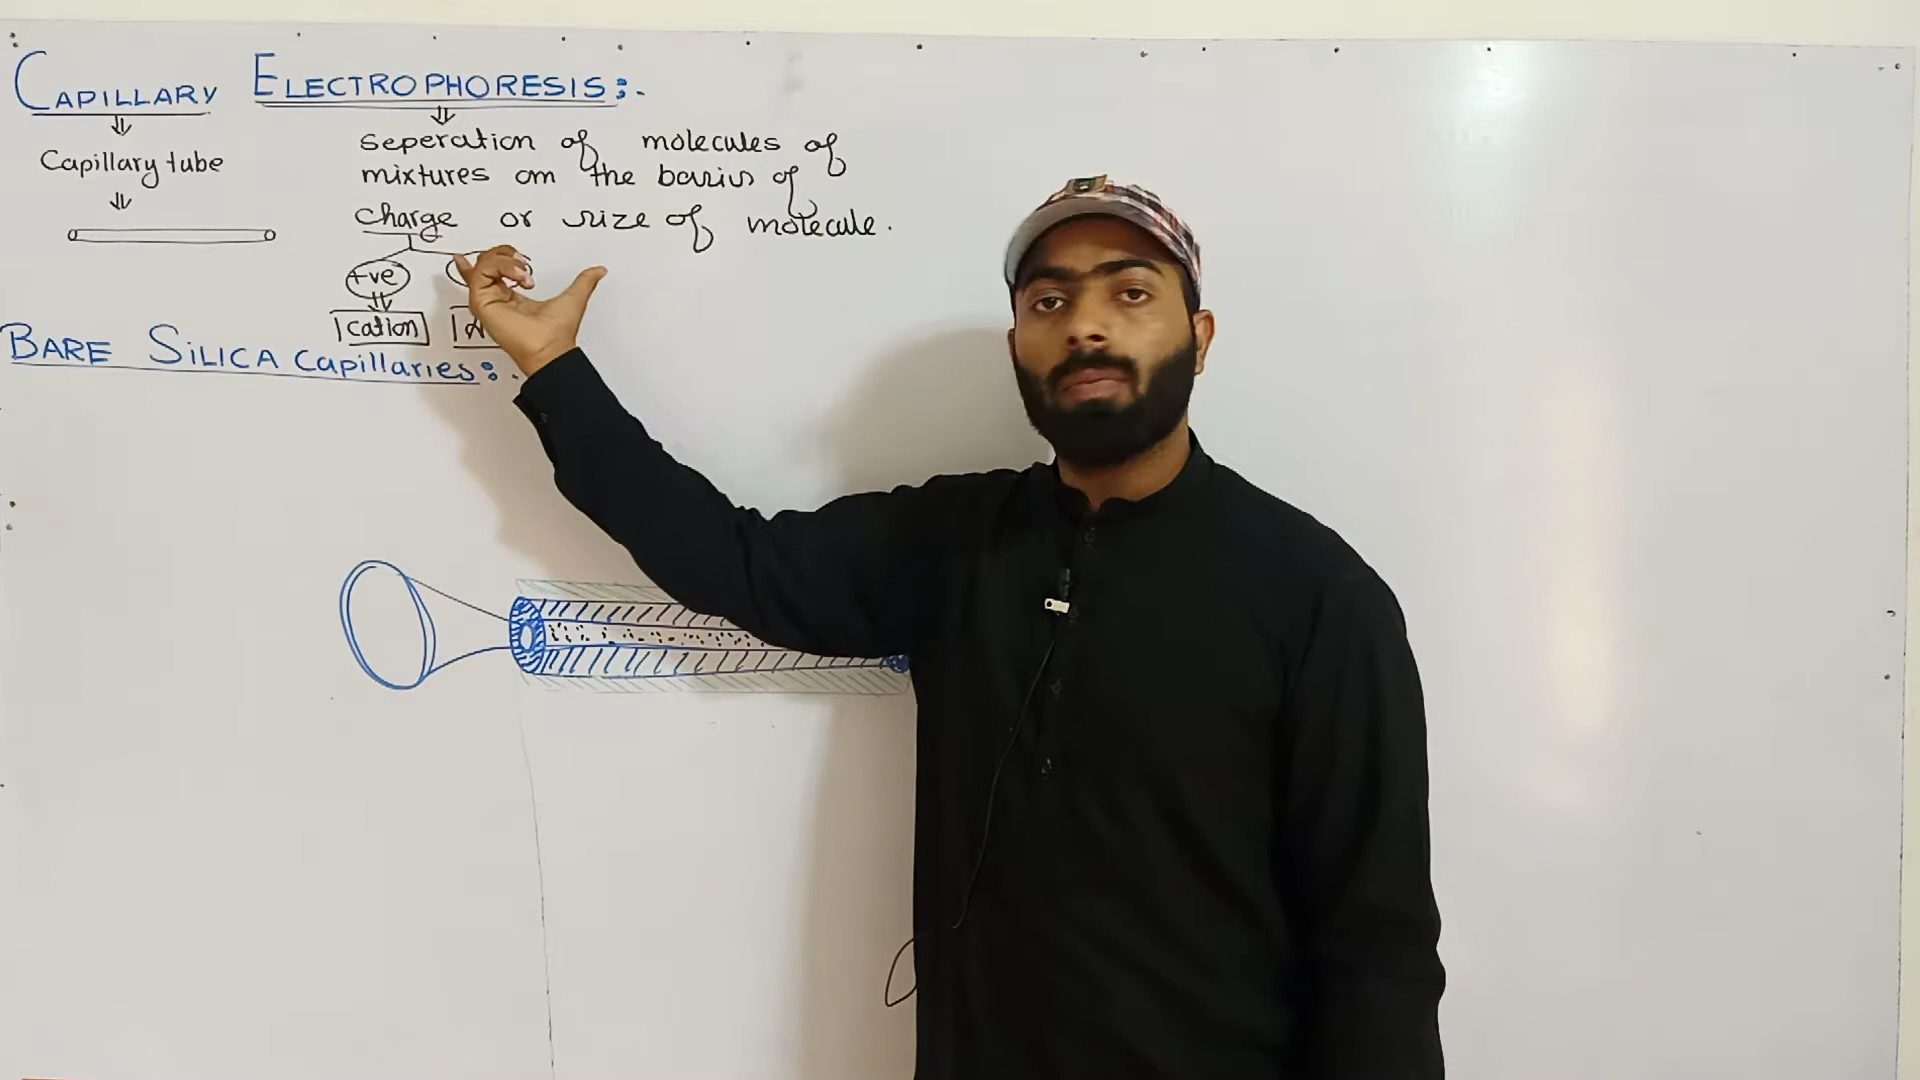 CAPILLARY ELECTROPHORESIS:.
⇓ ⇓
Capillary tube
⇓
seperation of molecules of
mixtures on the basis of
charge or size of molecule.
+ve
⇓
cation
BARE SILICA Capillaries:.